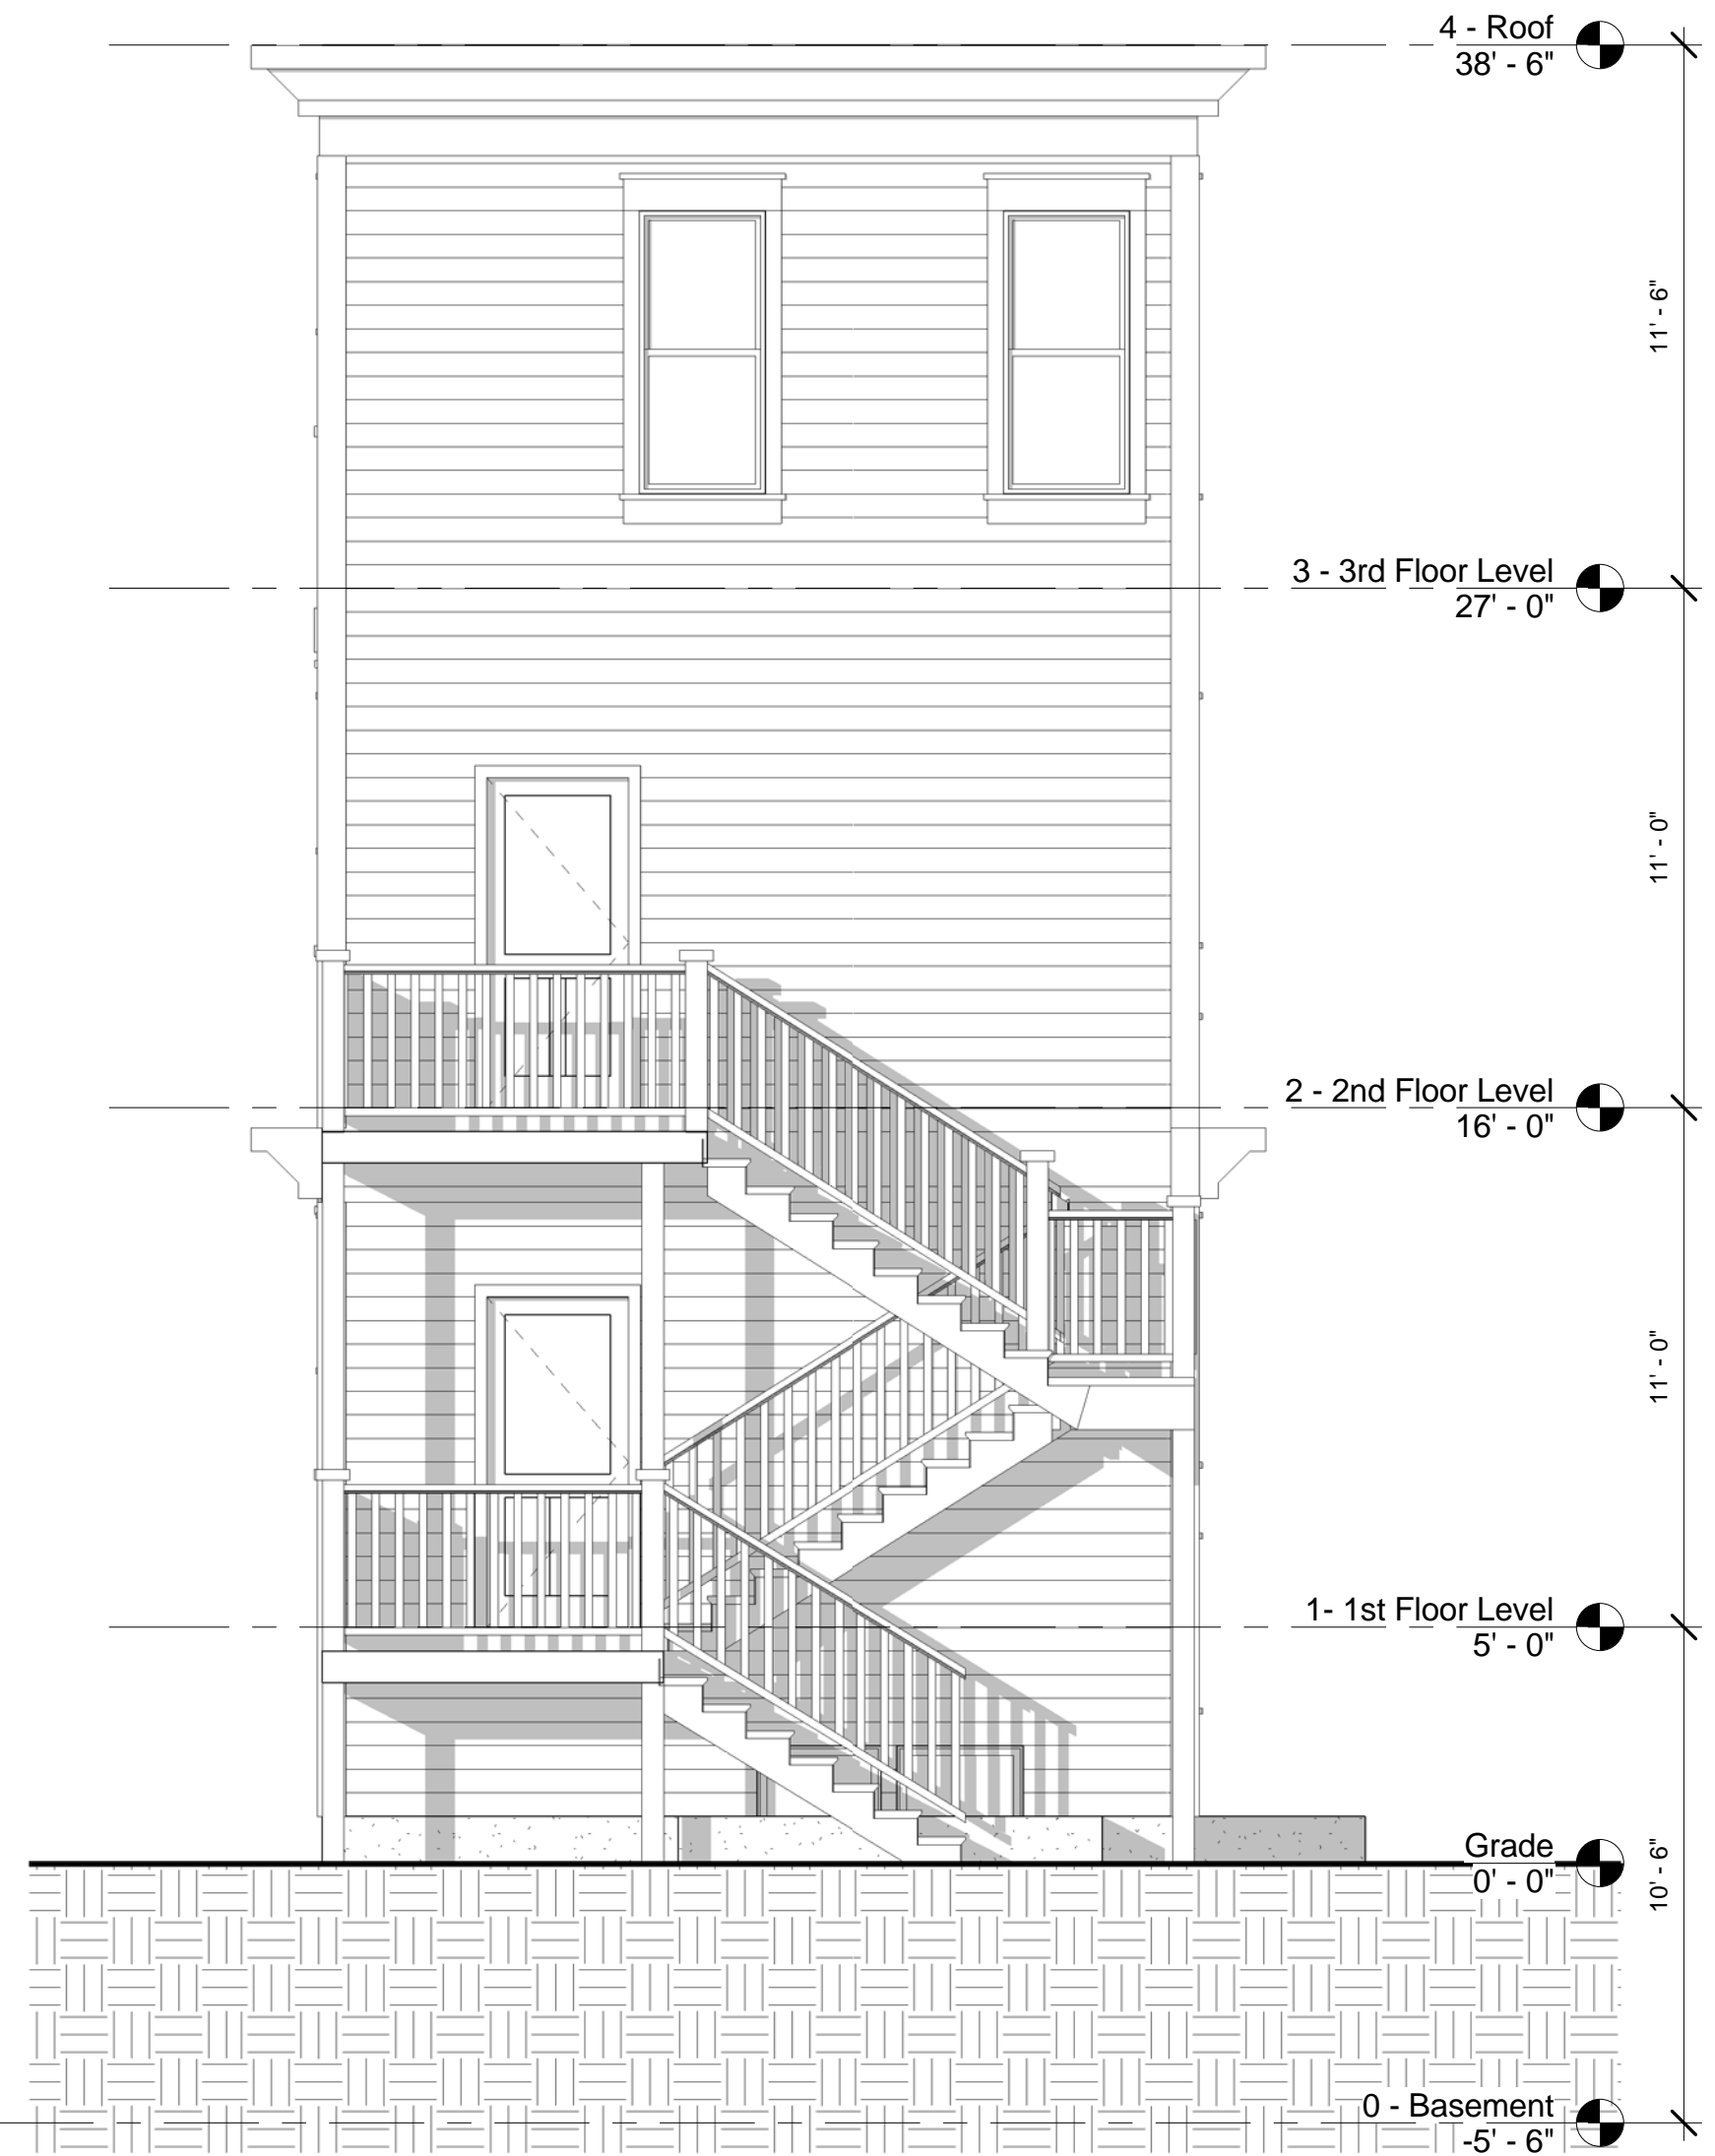 4 - Roof
38' - 6"
11' - 6"
3 - 3rd Floor Level
27' - 0"
11' - 0"
2 - 2nd Floor Level
16' - 0"
11' - 0"
1- 1st Floor Level
5' - 0"
Grade
0' - 0"
10' - 6"
0 - Basement
-5' - 6"